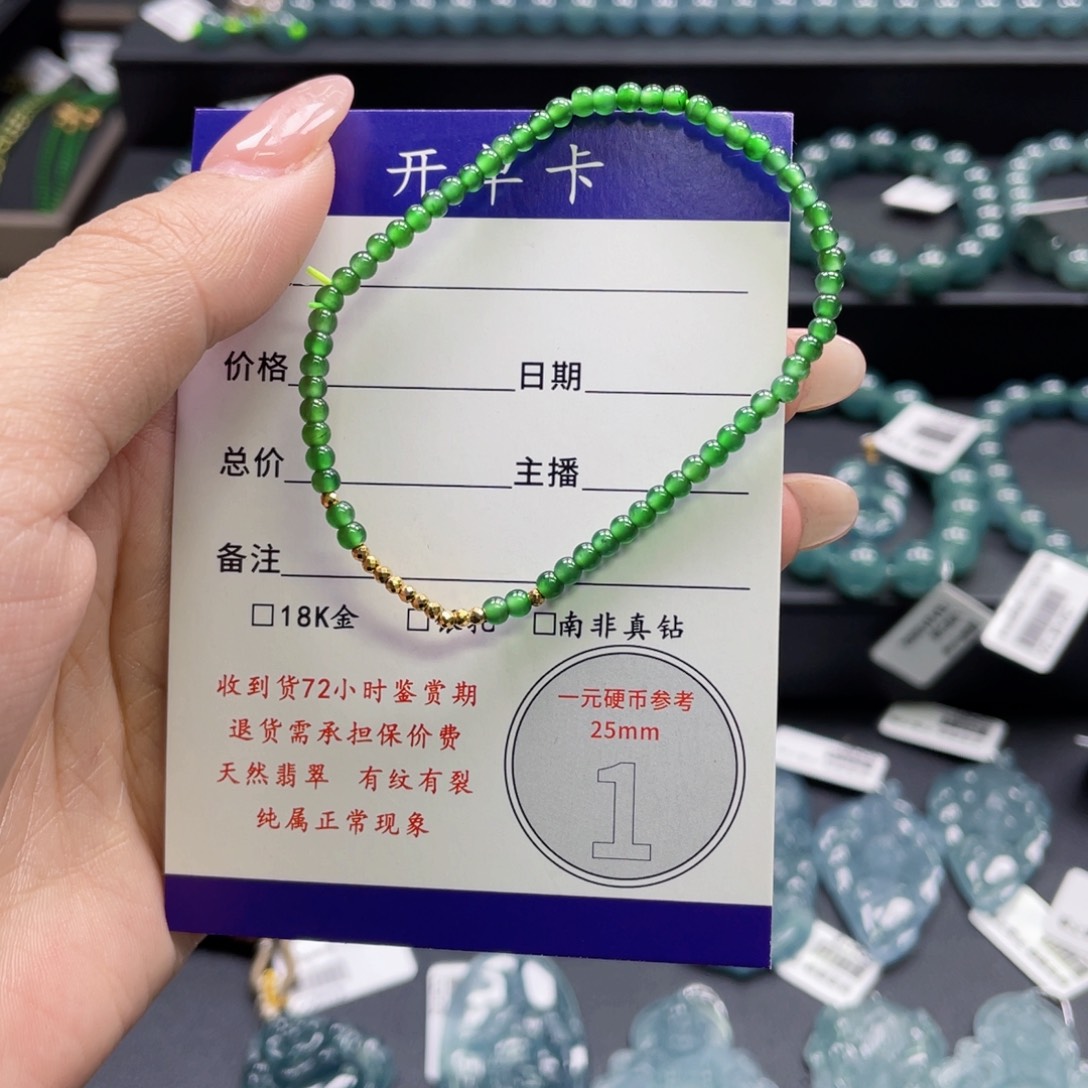 开单卡
价格 日期
总价 主播
备注
□18K金 □银托 □南非真钻
收到货72小时鉴赏期
退货需承担保价费
天然翡翠 有纹有裂
纯属正常现象
一元硬币参考
25mm
1